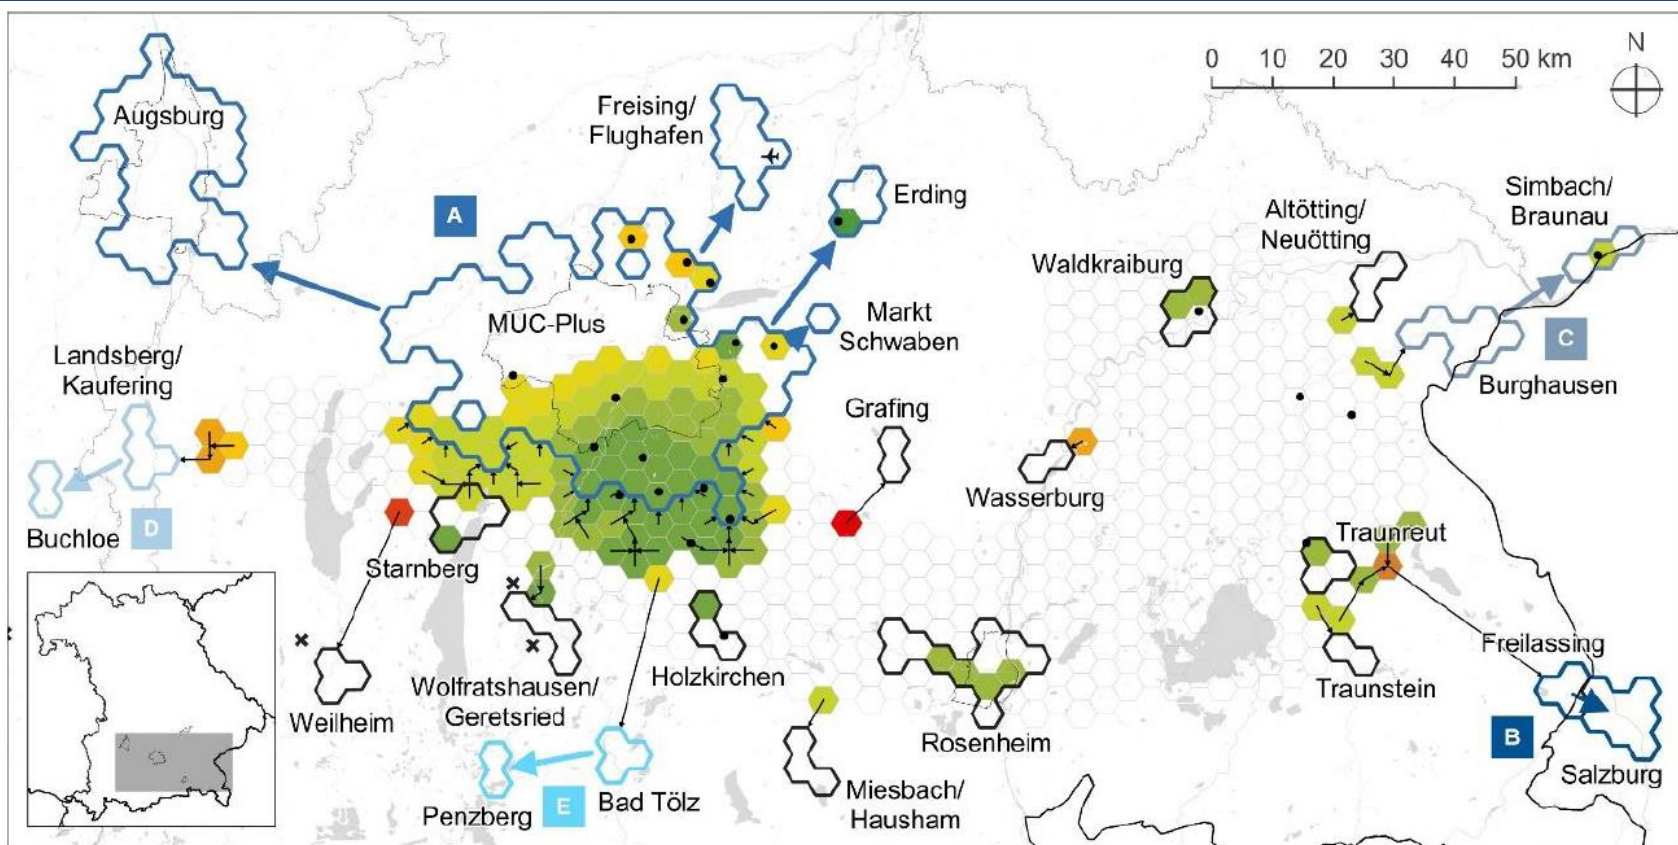 0 10 20 30 40 50 km
N
Augsburg
Freising/
Flughafen
A
Erding
Simbach/
Braunau
Altötting/
Neuötting
Waldkraiburg
MUC-Plus
Markt
Schwaben
Landsberg/
Kaufering
C
Burghausen
Grafing
Wasserburg
Buchloe
D
Starnberg
Traunreut
Freilassing
Holzkirchen
Wolfratshausen/
Geretsried
Traunstein
Weilheim
Rosenheim
B
Salzburg
Penzberg
E
Bad Tölz
Miesbach/
Hausham